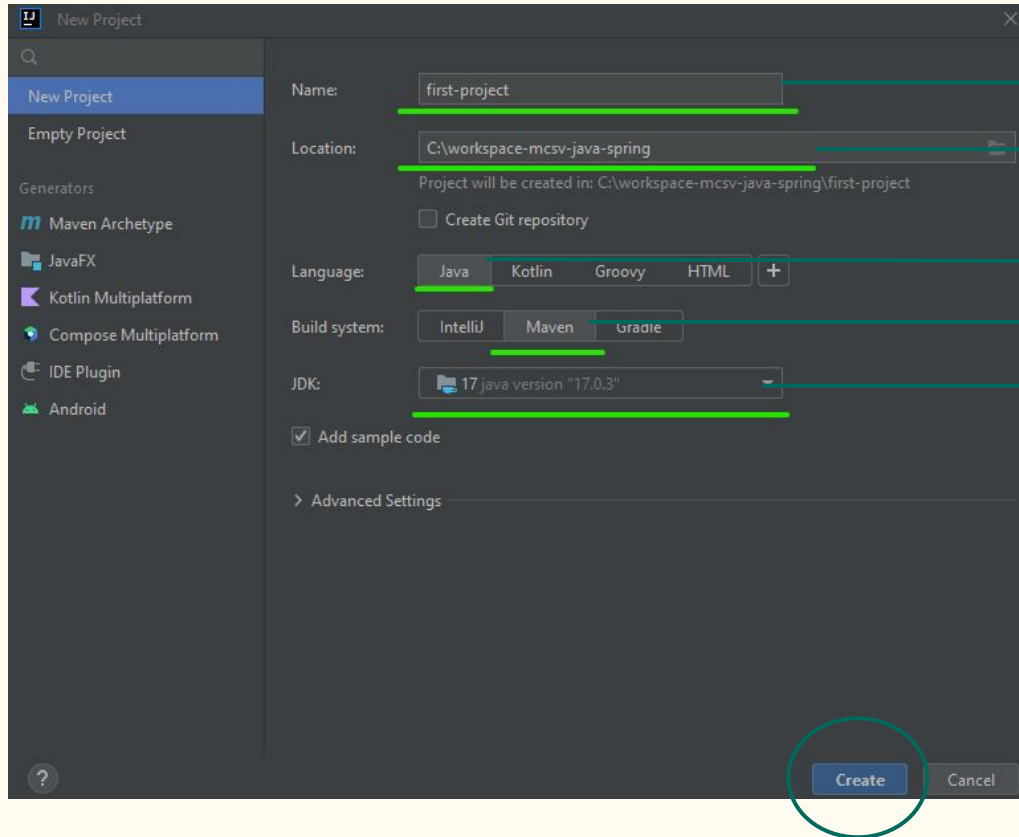 IJ New Project
New Project
Empty Project
Generators
m Maven Archetype
JavaFX
Kotlin Multiplatform
Compose Multiplatform
IDE Plugin
Android
Name: first-project
Location: C:\workspace-mcsv-java-spring
Project will be created in: C:\workspace-mcsv-java-spring\first-project
Create Git repository
Language: Java Kotlin Groovy HTML +
Build system: IntelliJ Maven Gradle
JDK: 17 java version "17.0.3"
Add sample code
> Advanced Settings
? Create Cancel